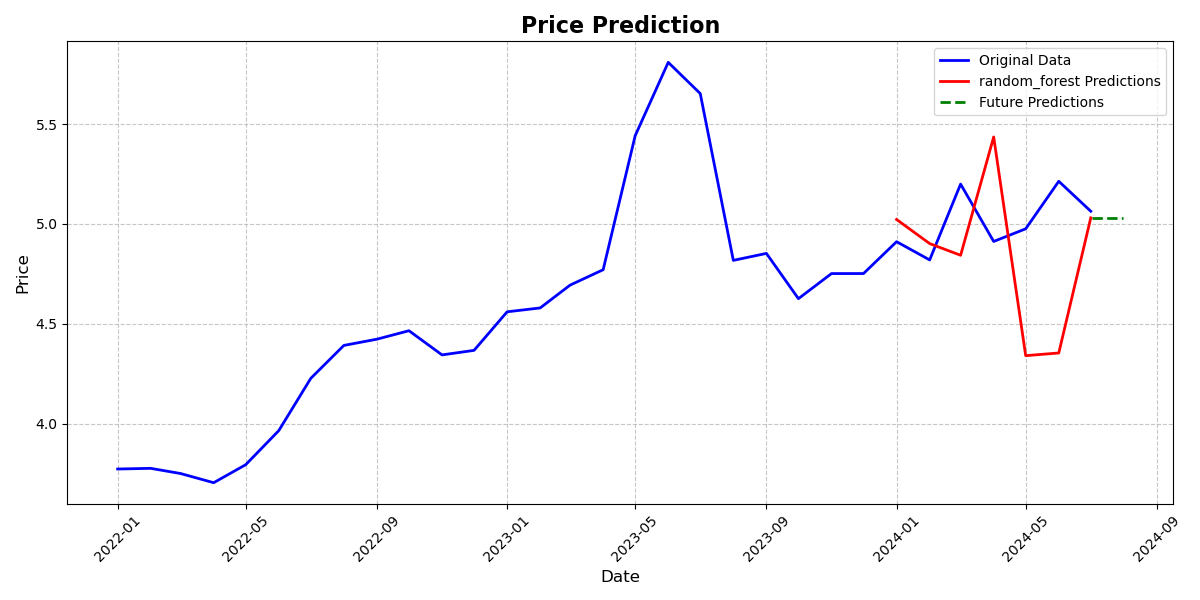 Price Prediction
Original Data
random_forest Predictions
Future Predictions
Price
5.5
5.0
4.5
4.0
2022-01
2022-05
2022-09
2023-01
2023-05
2023-09
2024-01
2024-05
2024-09
Date